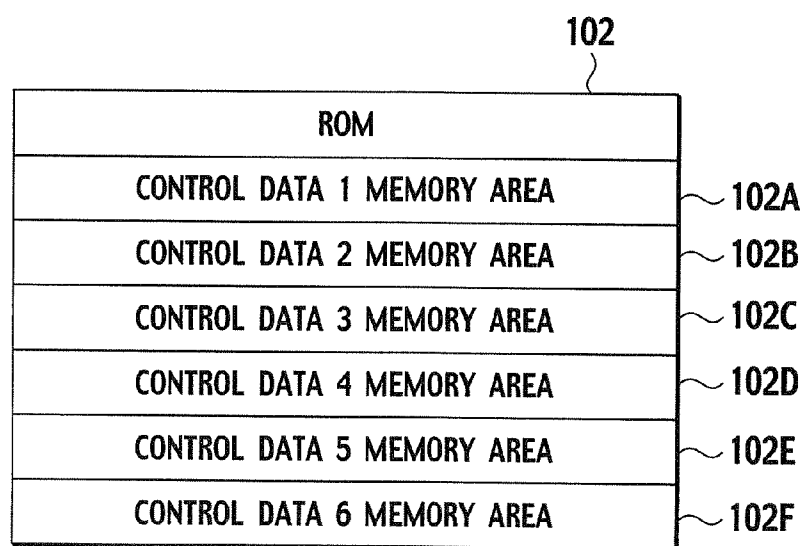 102
ROM
CONTROL DATA 1 MEMORY AREA 102A
CONTROL DATA 2 MEMORY AREA 102B
CONTROL DATA 3 MEMORY AREA 102C
CONTROL DATA 4 MEMORY AREA 102D
CONTROL DATA 5 MEMORY AREA 102E
CONTROL DATA 6 MEMORY AREA 102F